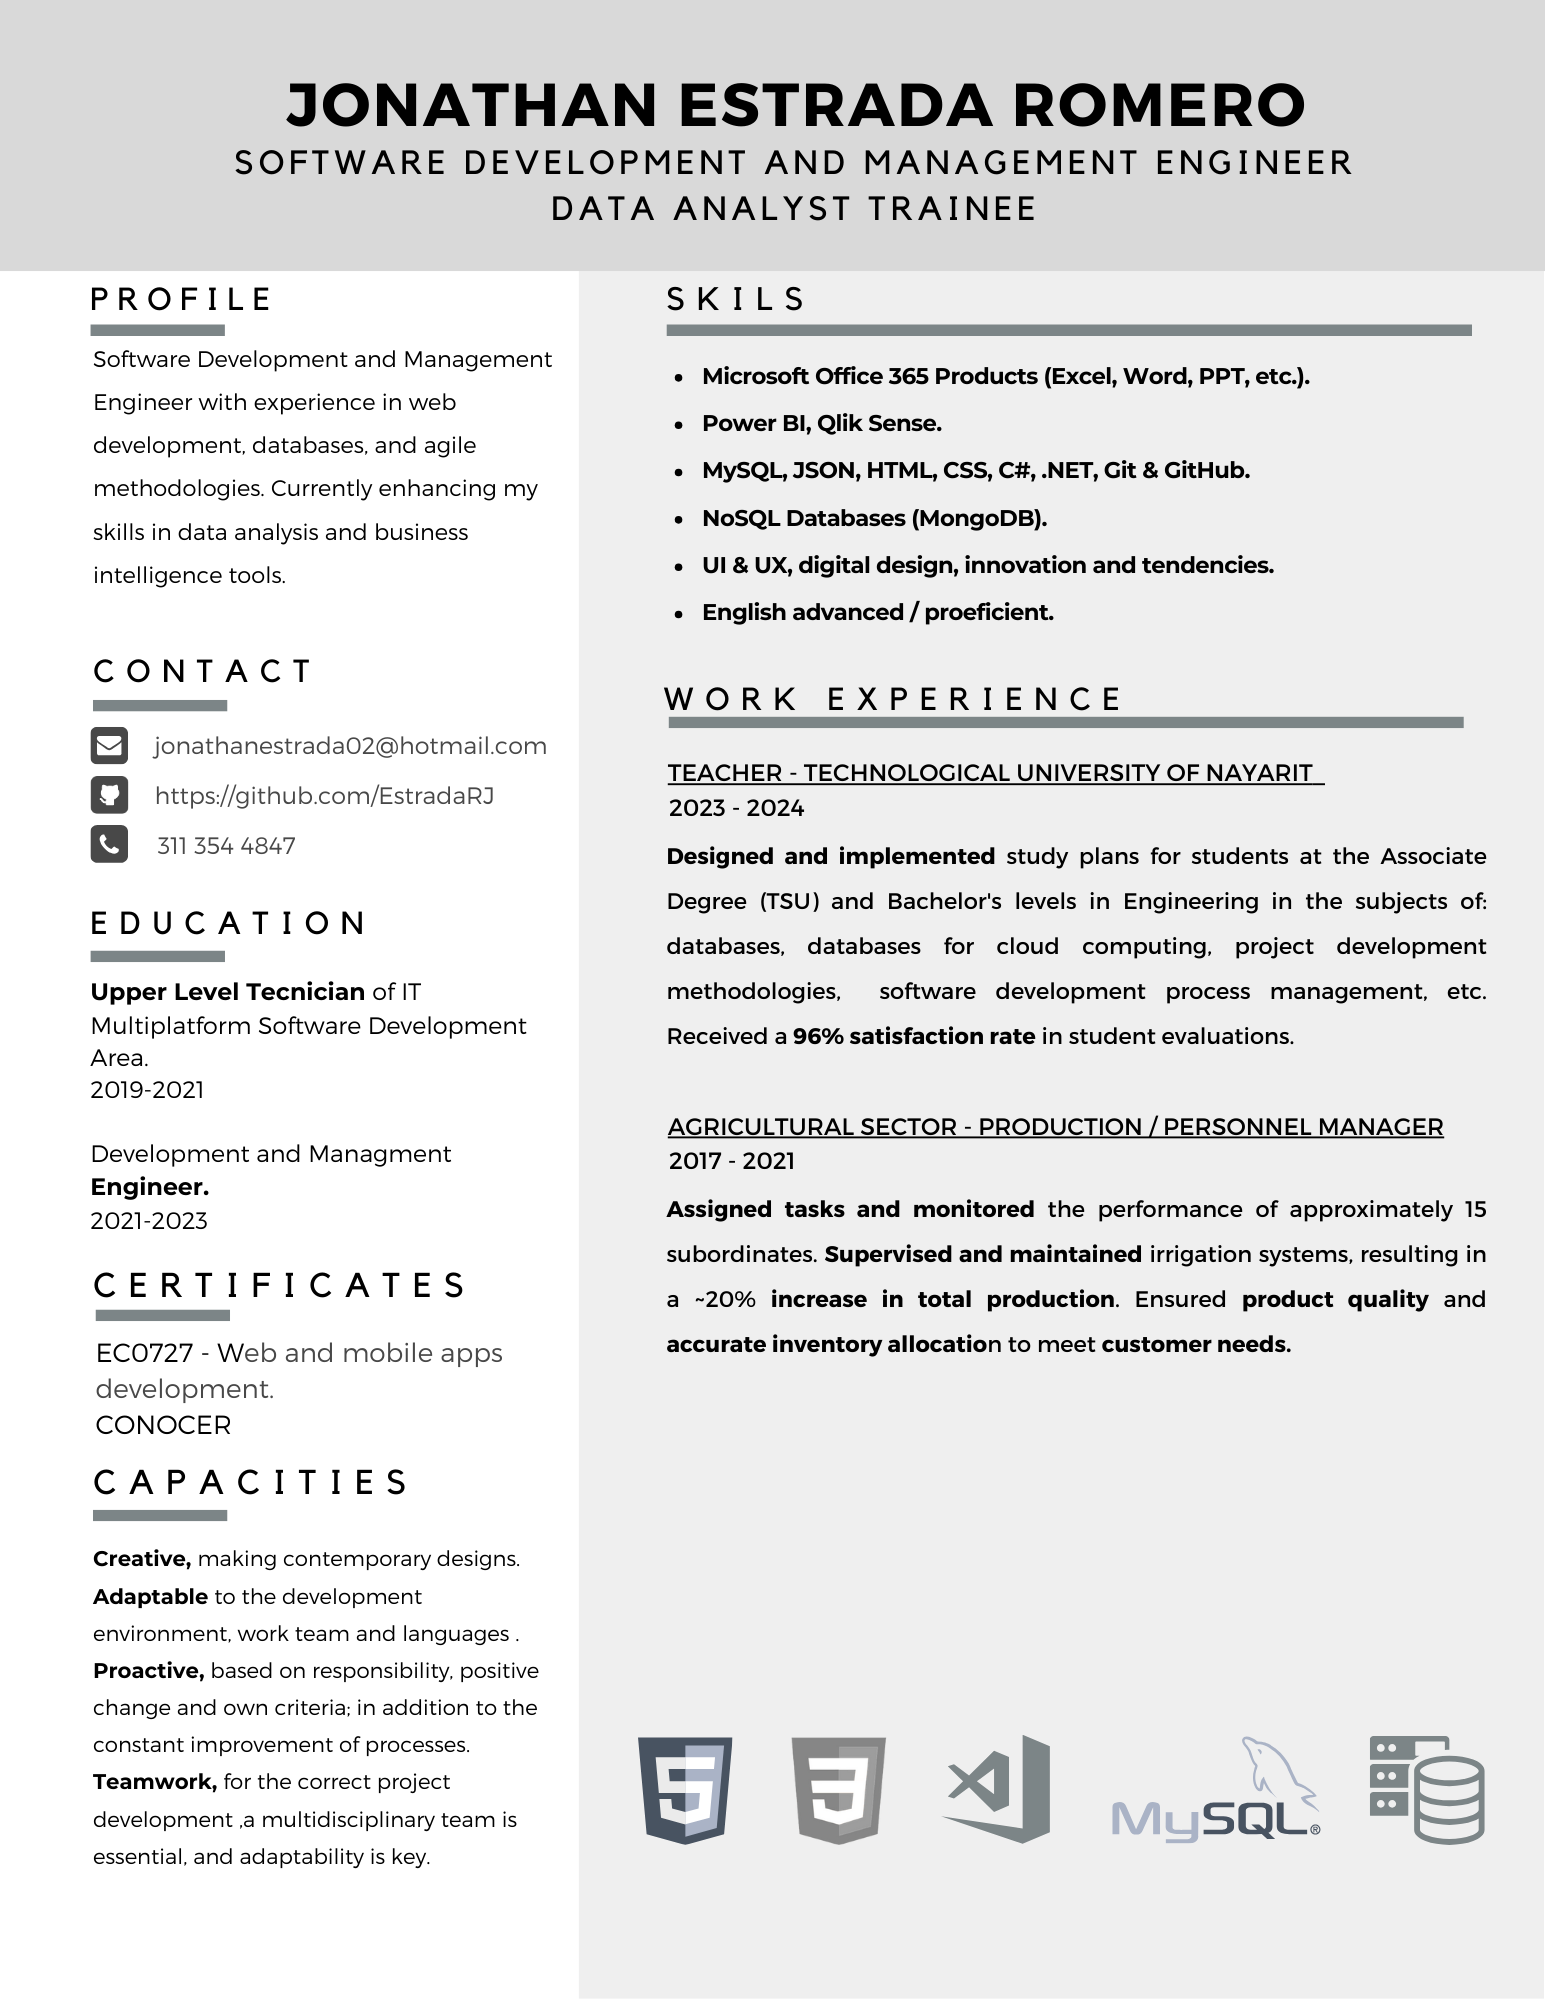 JONATHAN ESTRADA ROMERO
SOFTWARE DEVELOPMENT AND MANAGEMENT ENGINEER
DATA ANALYST TRAINEE
PROFILE
Software Development and Management
Engineer with experience in web
development, databases, and agile
methodologies. Currently enhancing my
skills in data analysis and business
intelligence tools.
CONTACT
jonathanestrada02@hotmail.com
https://github.com/EstradaRJ
311 354 4847
EDUCATION
Upper Level Tecnician of IT
Multiplatform Software Development
Area.
2019-2021
Development and Managment
Engineer.
2021-2023
CERTIFICATES
EC0727 - Web and mobile apps
development.
CONOCER
CAPACITIES
Creative, making contemporary designs.
Adaptable to the development
environment, work team and languages .
Proactive, based on responsibility, positive
change and own criteria; in addition to the
constant improvement of processes.
Teamwork, for the correct project
development ,a multidisciplinary team is
essential, and adaptability is key.
SKILS
• Microsoft Office 365 Products (Excel, Word, PPT, etc.).
• Power BI, Qlik Sense.
• MySQL, JSON, HTML, CSS, C#, .NET, Git & GitHub.
• NoSQL Databases (MongoDB).
• UI & UX, digital design, innovation and tendencies.
• English advanced / proeficient.
WORK EXPERIENCE
TEACHER - TECHNOLOGICAL UNIVERSITY OF NAYARIT
2023 - 2024
Designed and implemented study plans for students at the Associate
Degree (TSU) and Bachelor's levels in Engineering in the subjects of:
databases, databases for cloud computing, project development
methodologies, software development process management, etc.
Received a 96% satisfaction rate in student evaluations.
AGRICULTURAL SECTOR - PRODUCTION / PERSONNEL MANAGER
2017 - 2021
Assigned tasks and monitored the performance of approximately 15
subordinates. Supervised and maintained irrigation systems, resulting in
a ~20% increase in total production. Ensured product quality and
accurate inventory allocation to meet customer needs.
5 3 MySQL®